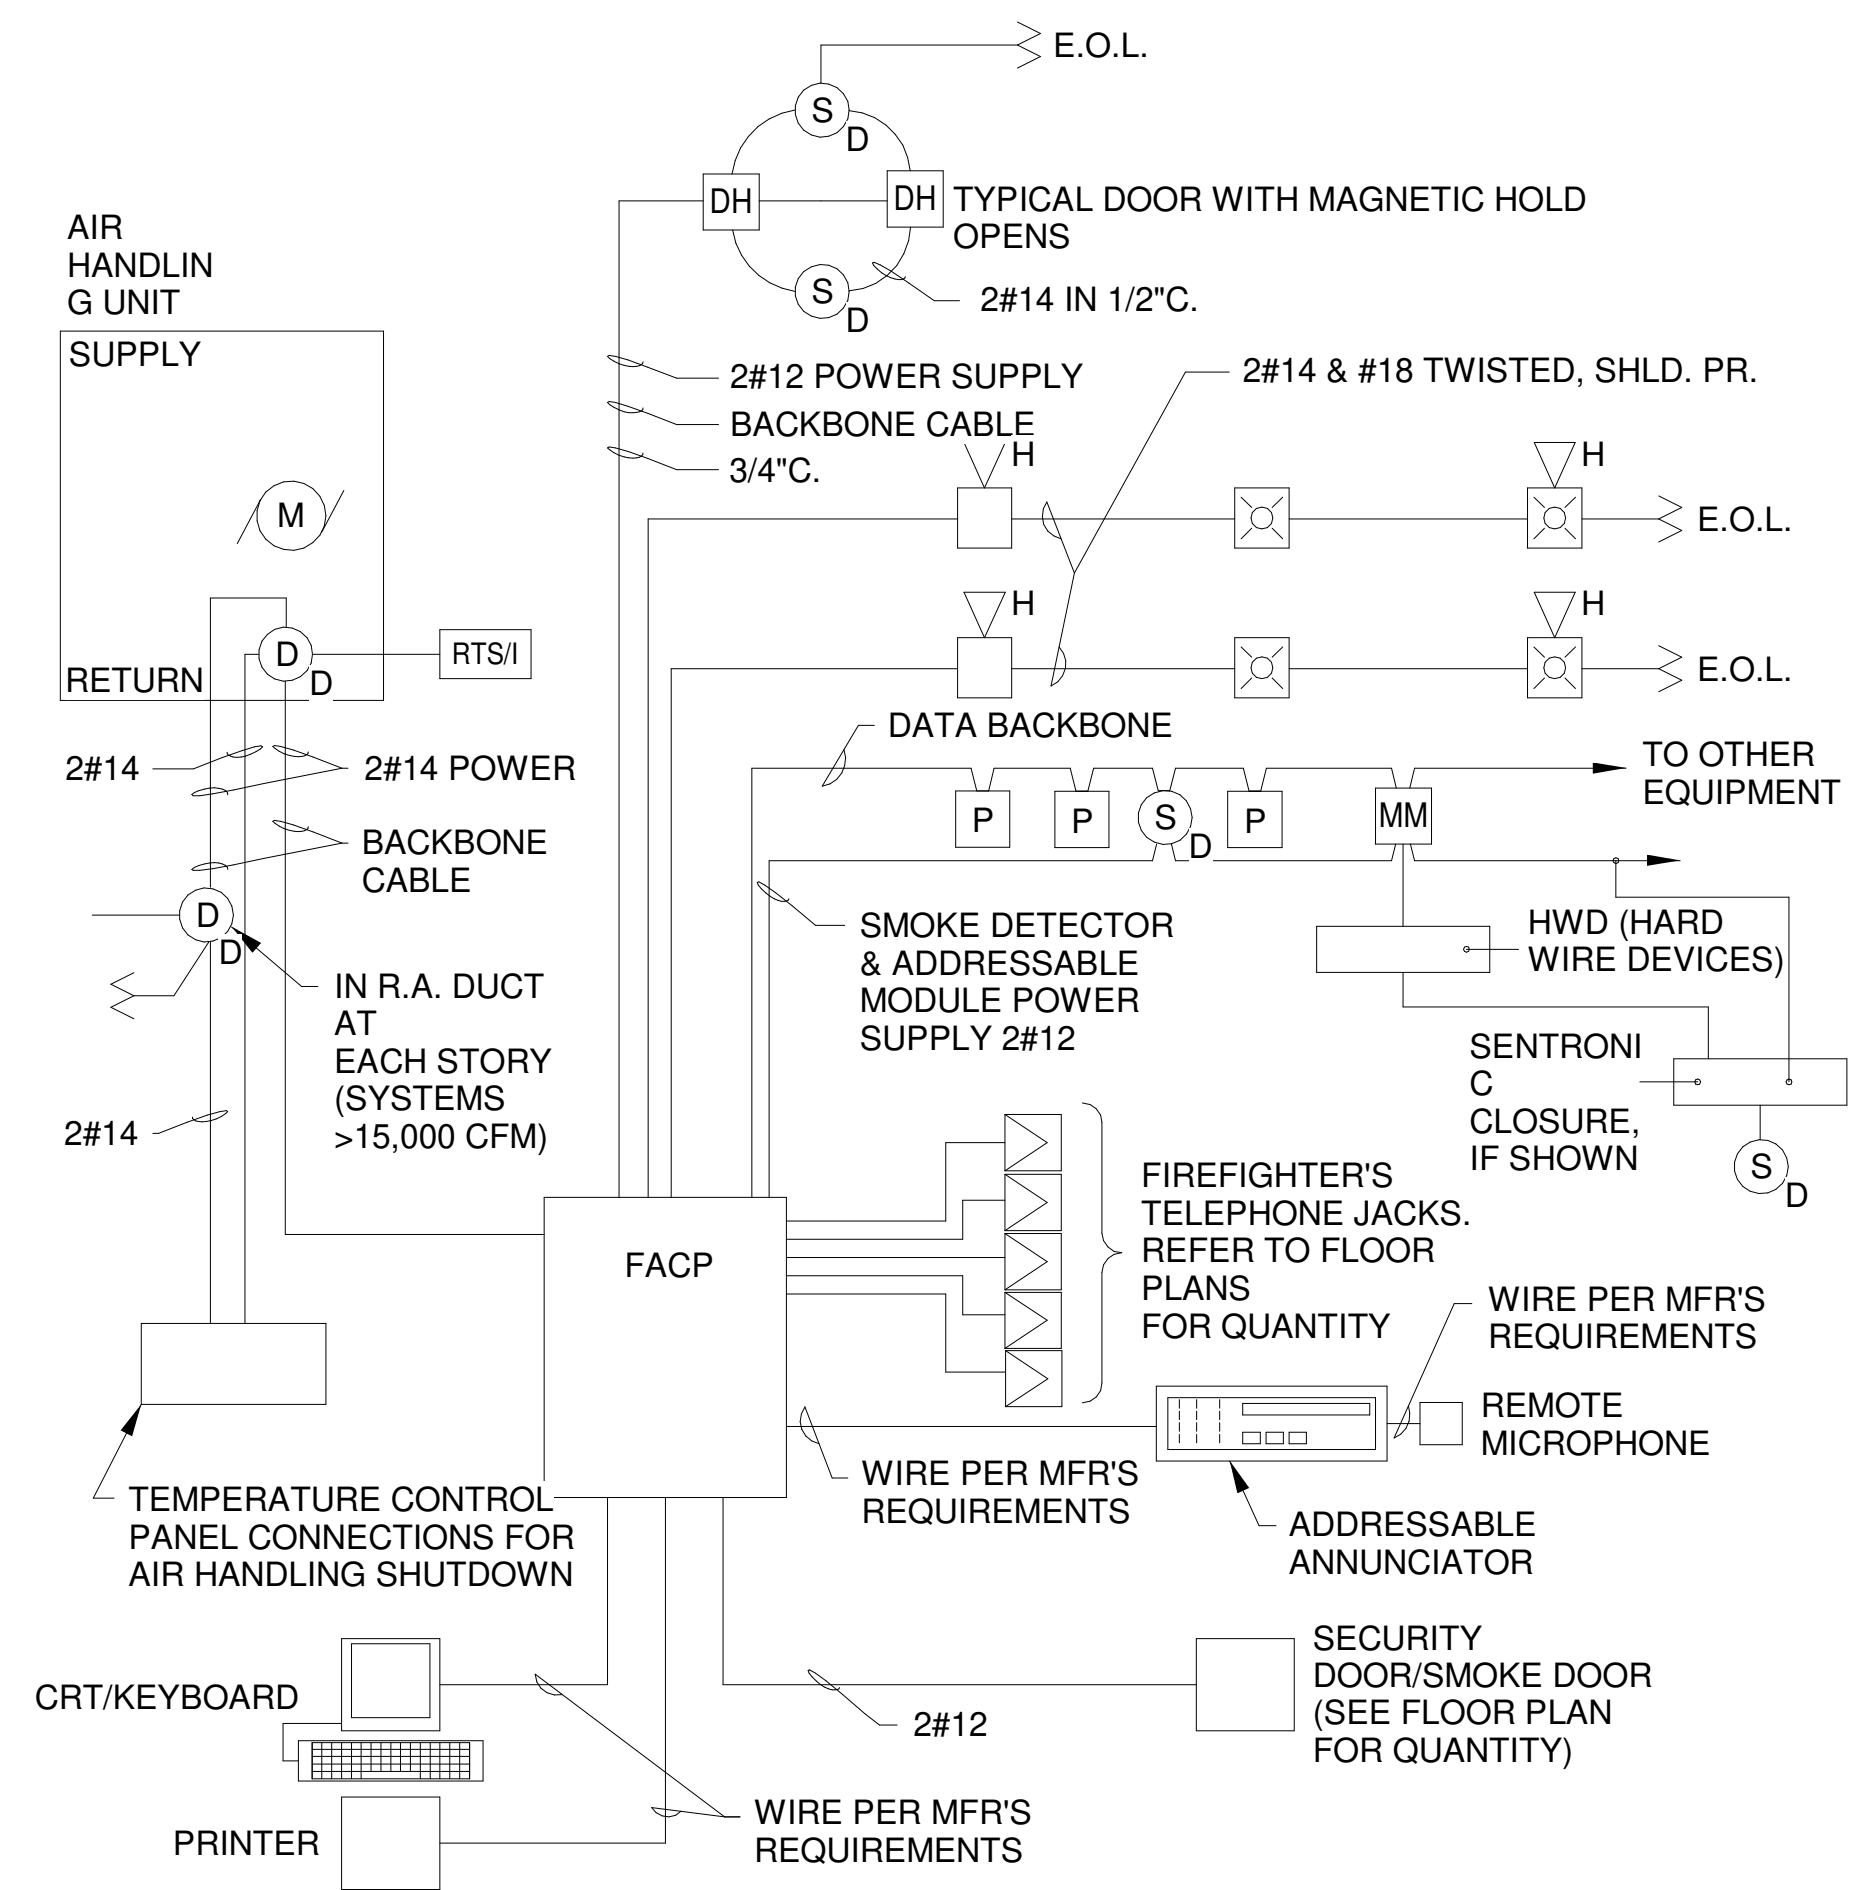 E.O.L.
S
D
DH
DH
TYPICAL DOOR WITH MAGNETIC HOLD
OPENS
S
D
2#14 IN 1/2"C.
AIR
HANDLIN
G UNIT
SUPPLY
M
D
D
RETURN
RTS/I
2#12 POWER SUPPLY
BACKBONE CABLE
3/4"C.
2#14 & #18 TWISTED, SHLD. PR.
H
H
E.O.L.
H
H
E.O.L.
DATA BACKBONE
P
P
S
D
P
MM
TO OTHER
EQUIPMENT
2#14
2#14 POWER
BACKBONE
CABLE
D
D
IN R.A. DUCT
AT
EACH STORY
(SYSTEMS
>15,000 CFM)
2#14
SMOKE DETECTOR
& ADDRESSABLE
MODULE POWER
SUPPLY 2#12
HWD (HARD
WIRE DEVICES)
SENTRONI
C
CLOSURE,
IF SHOWN
S
D
FACP
FIREFIGHTER'S
TELEPHONE JACKS.
REFER TO FLOOR
PLANS
FOR QUANTITY
WIRE PER MFR'S
REQUIREMENTS
REMOTE
MICROPHONE
WIRE PER MFR'S
REQUIREMENTS
ADDRESSABLE
ANNUNCIATOR
TEMPERATURE CONTROL
PANEL CONNECTIONS FOR
AIR HANDLING SHUTDOWN
CRT/KEYBOARD
2#12
SECURITY
DOOR/SMOKE DOOR
(SEE FLOOR PLAN
FOR QUANTITY)
PRINTER
WIRE PER MFR'S
REQUIREMENTS